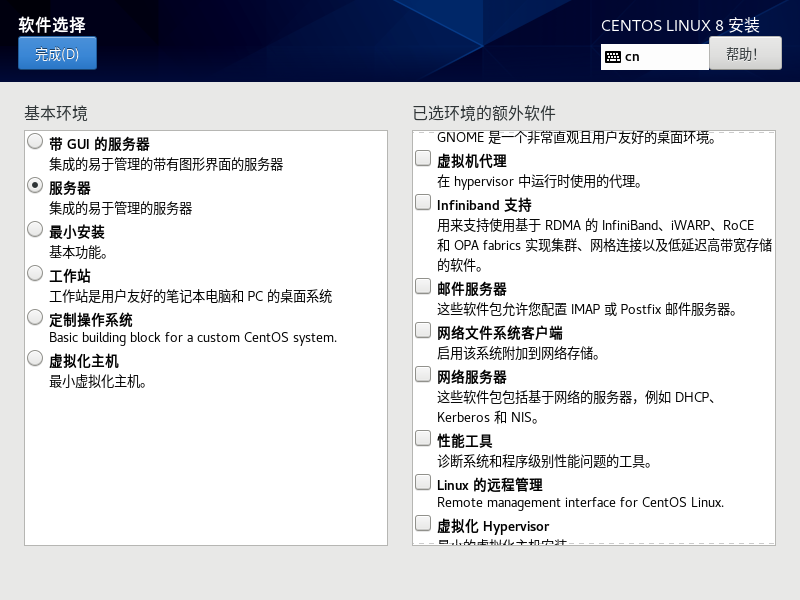 软件选择
CENTOS LINUX 8 安装
完成(D)
cn
帮助！
基本环境
已选环境的额外软件
带 GUI 的服务器
集成的易于管理的带有图形界面的服务器
服务器
集成的易于管理的服务器
最小安装
基本功能。
工作站
工作站是用户友好的笔记本电脑和 PC 的桌面系统
定制操作系统
Basic building block for a custom CentOS system.
虚拟化主机
最小虚拟化主机。
GNOME 是一个非常直观且用户友好的桌面环境。
虚拟机代理
在 hypervisor 中运行时使用的代理。
Infiniband 支持
用来支持使用基于 RDMA 的 InfiniBand、iWARP、RoCE
和 OPA fabrics 实现集群、网格连接以及低延迟高带宽存储
的软件。
邮件服务器
这些软件包允许您配置 IMAP 或 Postfix 邮件服务器。
网络文件系统客户端
启用该系统附加到网络存储。
网络服务器
这些软件包包括基于网络的服务器，例如 DHCP、
Kerberos 和 NIS。
性能工具
诊断系统和程序级别性能问题的工具。
Linux 的远程管理
Remote management interface for CentOS Linux.
虚拟化 Hypervisor
最小的虚拟化主机安装。